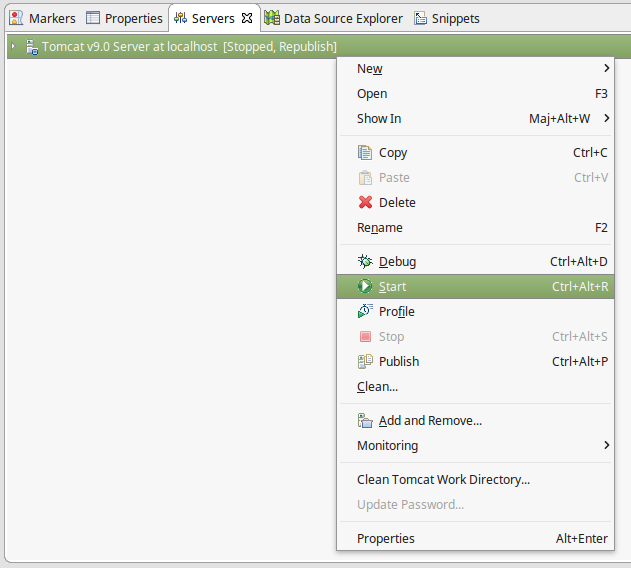 Markers Properties Servers Data Source Explorer Snippets
Tomcat v9.0 Server at localhost [Stopped, Republish]
New
Open F3
Show In Maj+Alt+W
Copy Ctrl+C
Paste Ctrl+V
Delete
Rename F2
Debug Ctrl+Alt+D
Start Ctrl+Alt+R
Profile
Stop Ctrl+Alt+S
Publish Ctrl+Alt+P
Clean...
Add and Remove...
Monitoring
Clean Tomcat Work Directory...
Update Password...
Properties Alt+Enter